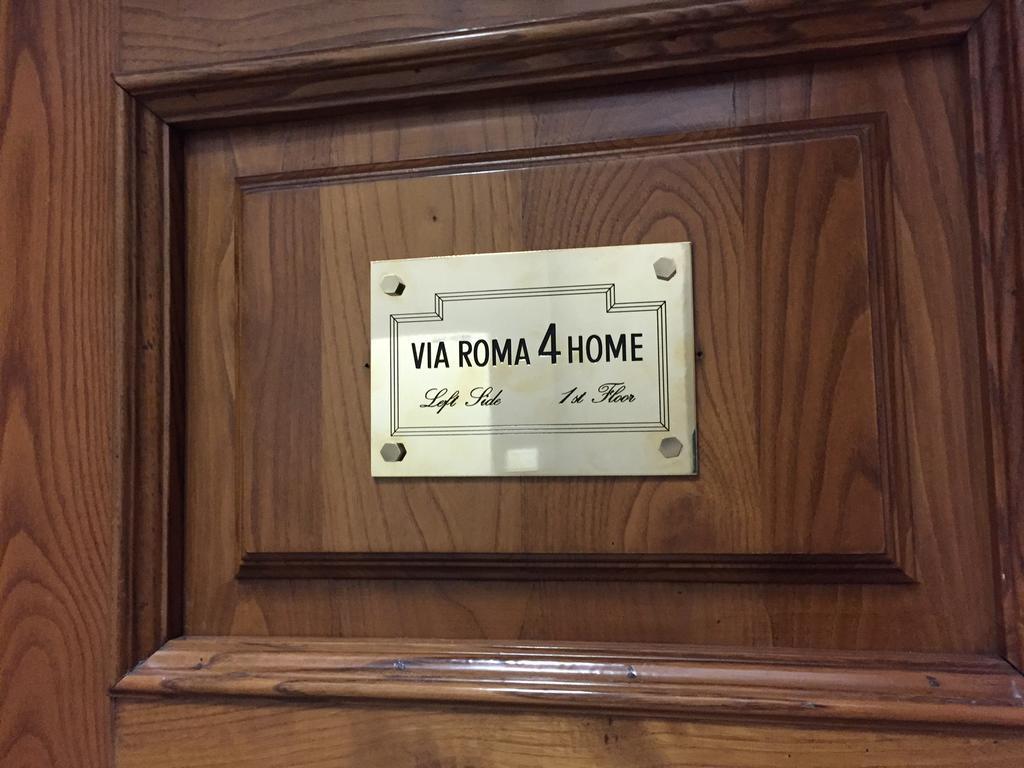 VIA ROMA 4 HOME
Left Side 1st Floor